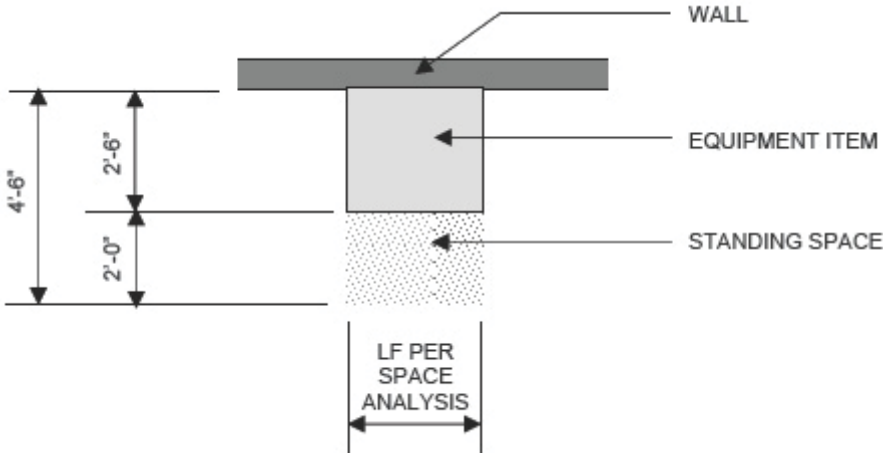 WALL
EQUIPMENT ITEM
STANDING SPACE
4'-6"
2'-6"
2'-0"
LF PER
SPACE
ANALYSIS